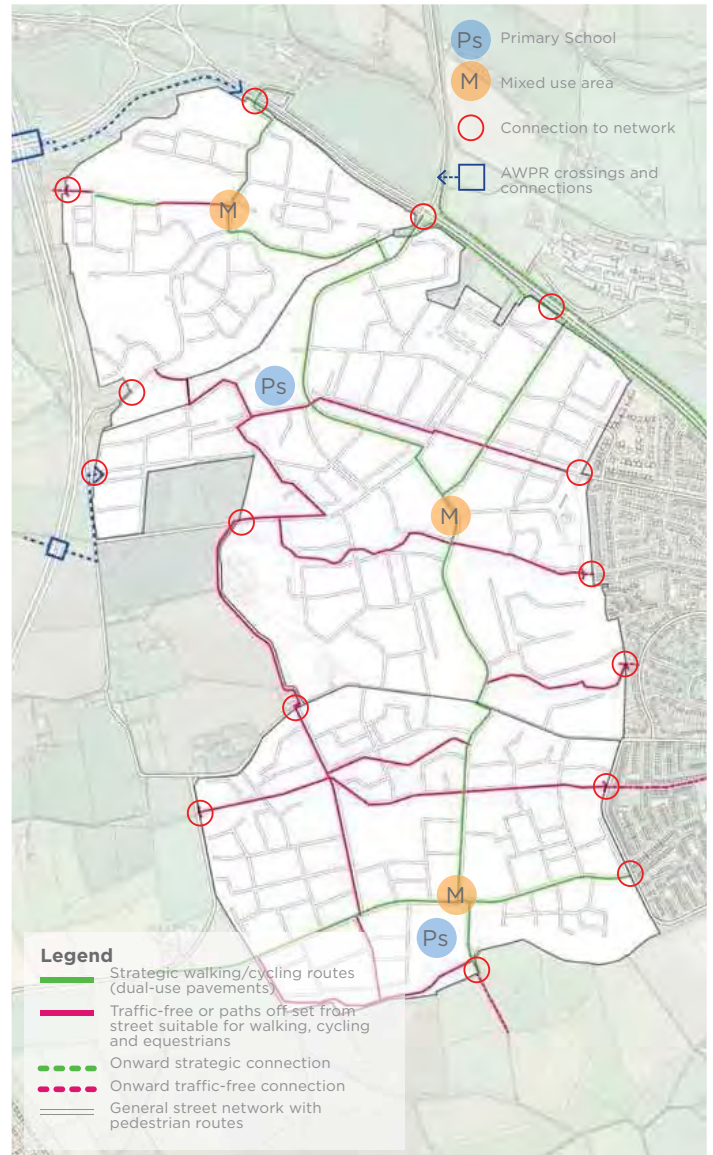 Ps Primary School
M Mixed use area
Connection to network
AWPR crossings and
connections
M
Ps
M
M
Ps
Legend
Strategic walking/cycling routes
(dual-use pavements)
Traffic-free or paths off set from
street suitable for walking, cycling
and equestrians
Onward strategic connection
Onward traffic-free connection
General street network with
pedestrian routes